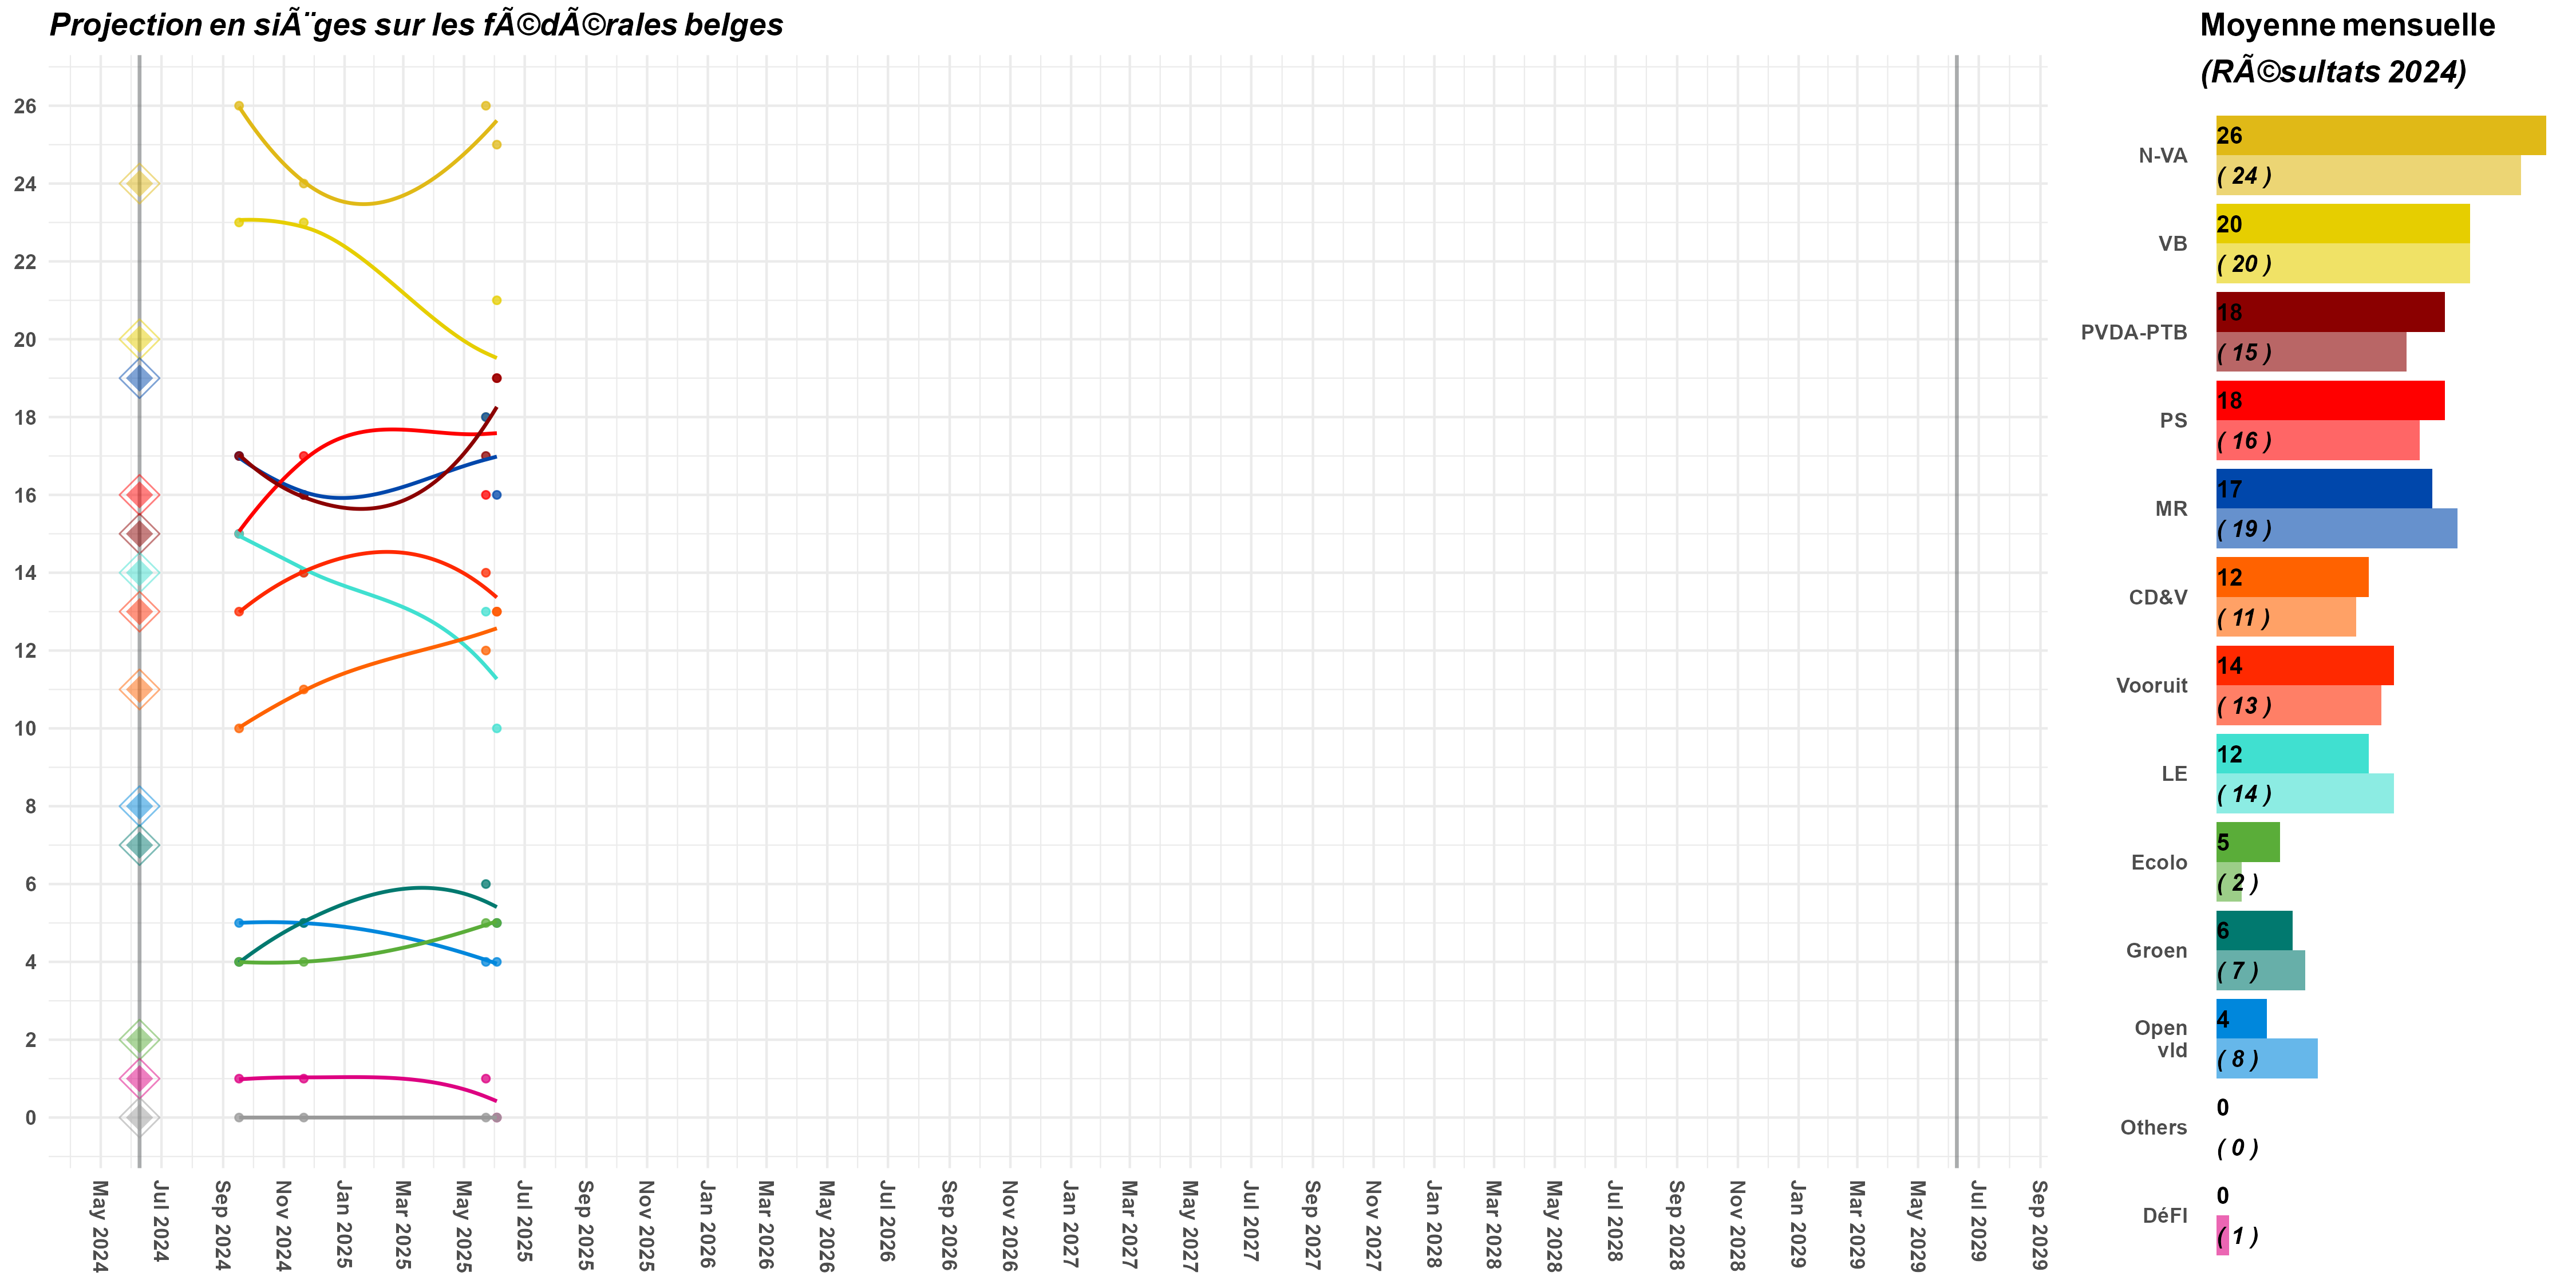 Projection en siÃ¨ges sur les fÃ©dÃ©rales belges
Moyenne mensuelle
(RÃ©sultats 2024)
26
24
22
20
18
16
14
12
10
8
6
4
2
0
May 2024
Jul 2024
Sep 2024
Nov 2024
Jan 2025
Mar 2025
May 2025
Jul 2025
Sep 2025
Nov 2025
Jan 2026
Mar 2026
May 2026
Jul 2026
Sep 2026
Nov 2026
Jan 2027
Mar 2027
May 2027
Jul 2027
Sep 2027
Nov 2027
Jan 2028
Mar 2028
May 2028
Jul 2028
Sep 2028
Nov 2028
Jan 2029
Mar 2029
May 2029
Jul 2029
Sep 2029
N-VA
26
( 24 )
VB
20
( 20 )
PVDA-PTB
18
( 15 )
PS
18
( 16 )
MR
17
( 19 )
CD&V
12
( 11 )
Vooruit
14
( 13 )
LE
12
( 14 )
Ecolo
5
( 2 )
Groen
6
( 7 )
Open
vld
4
( 8 )
Others
0
( 0 )
DéFI
0
( 1 )